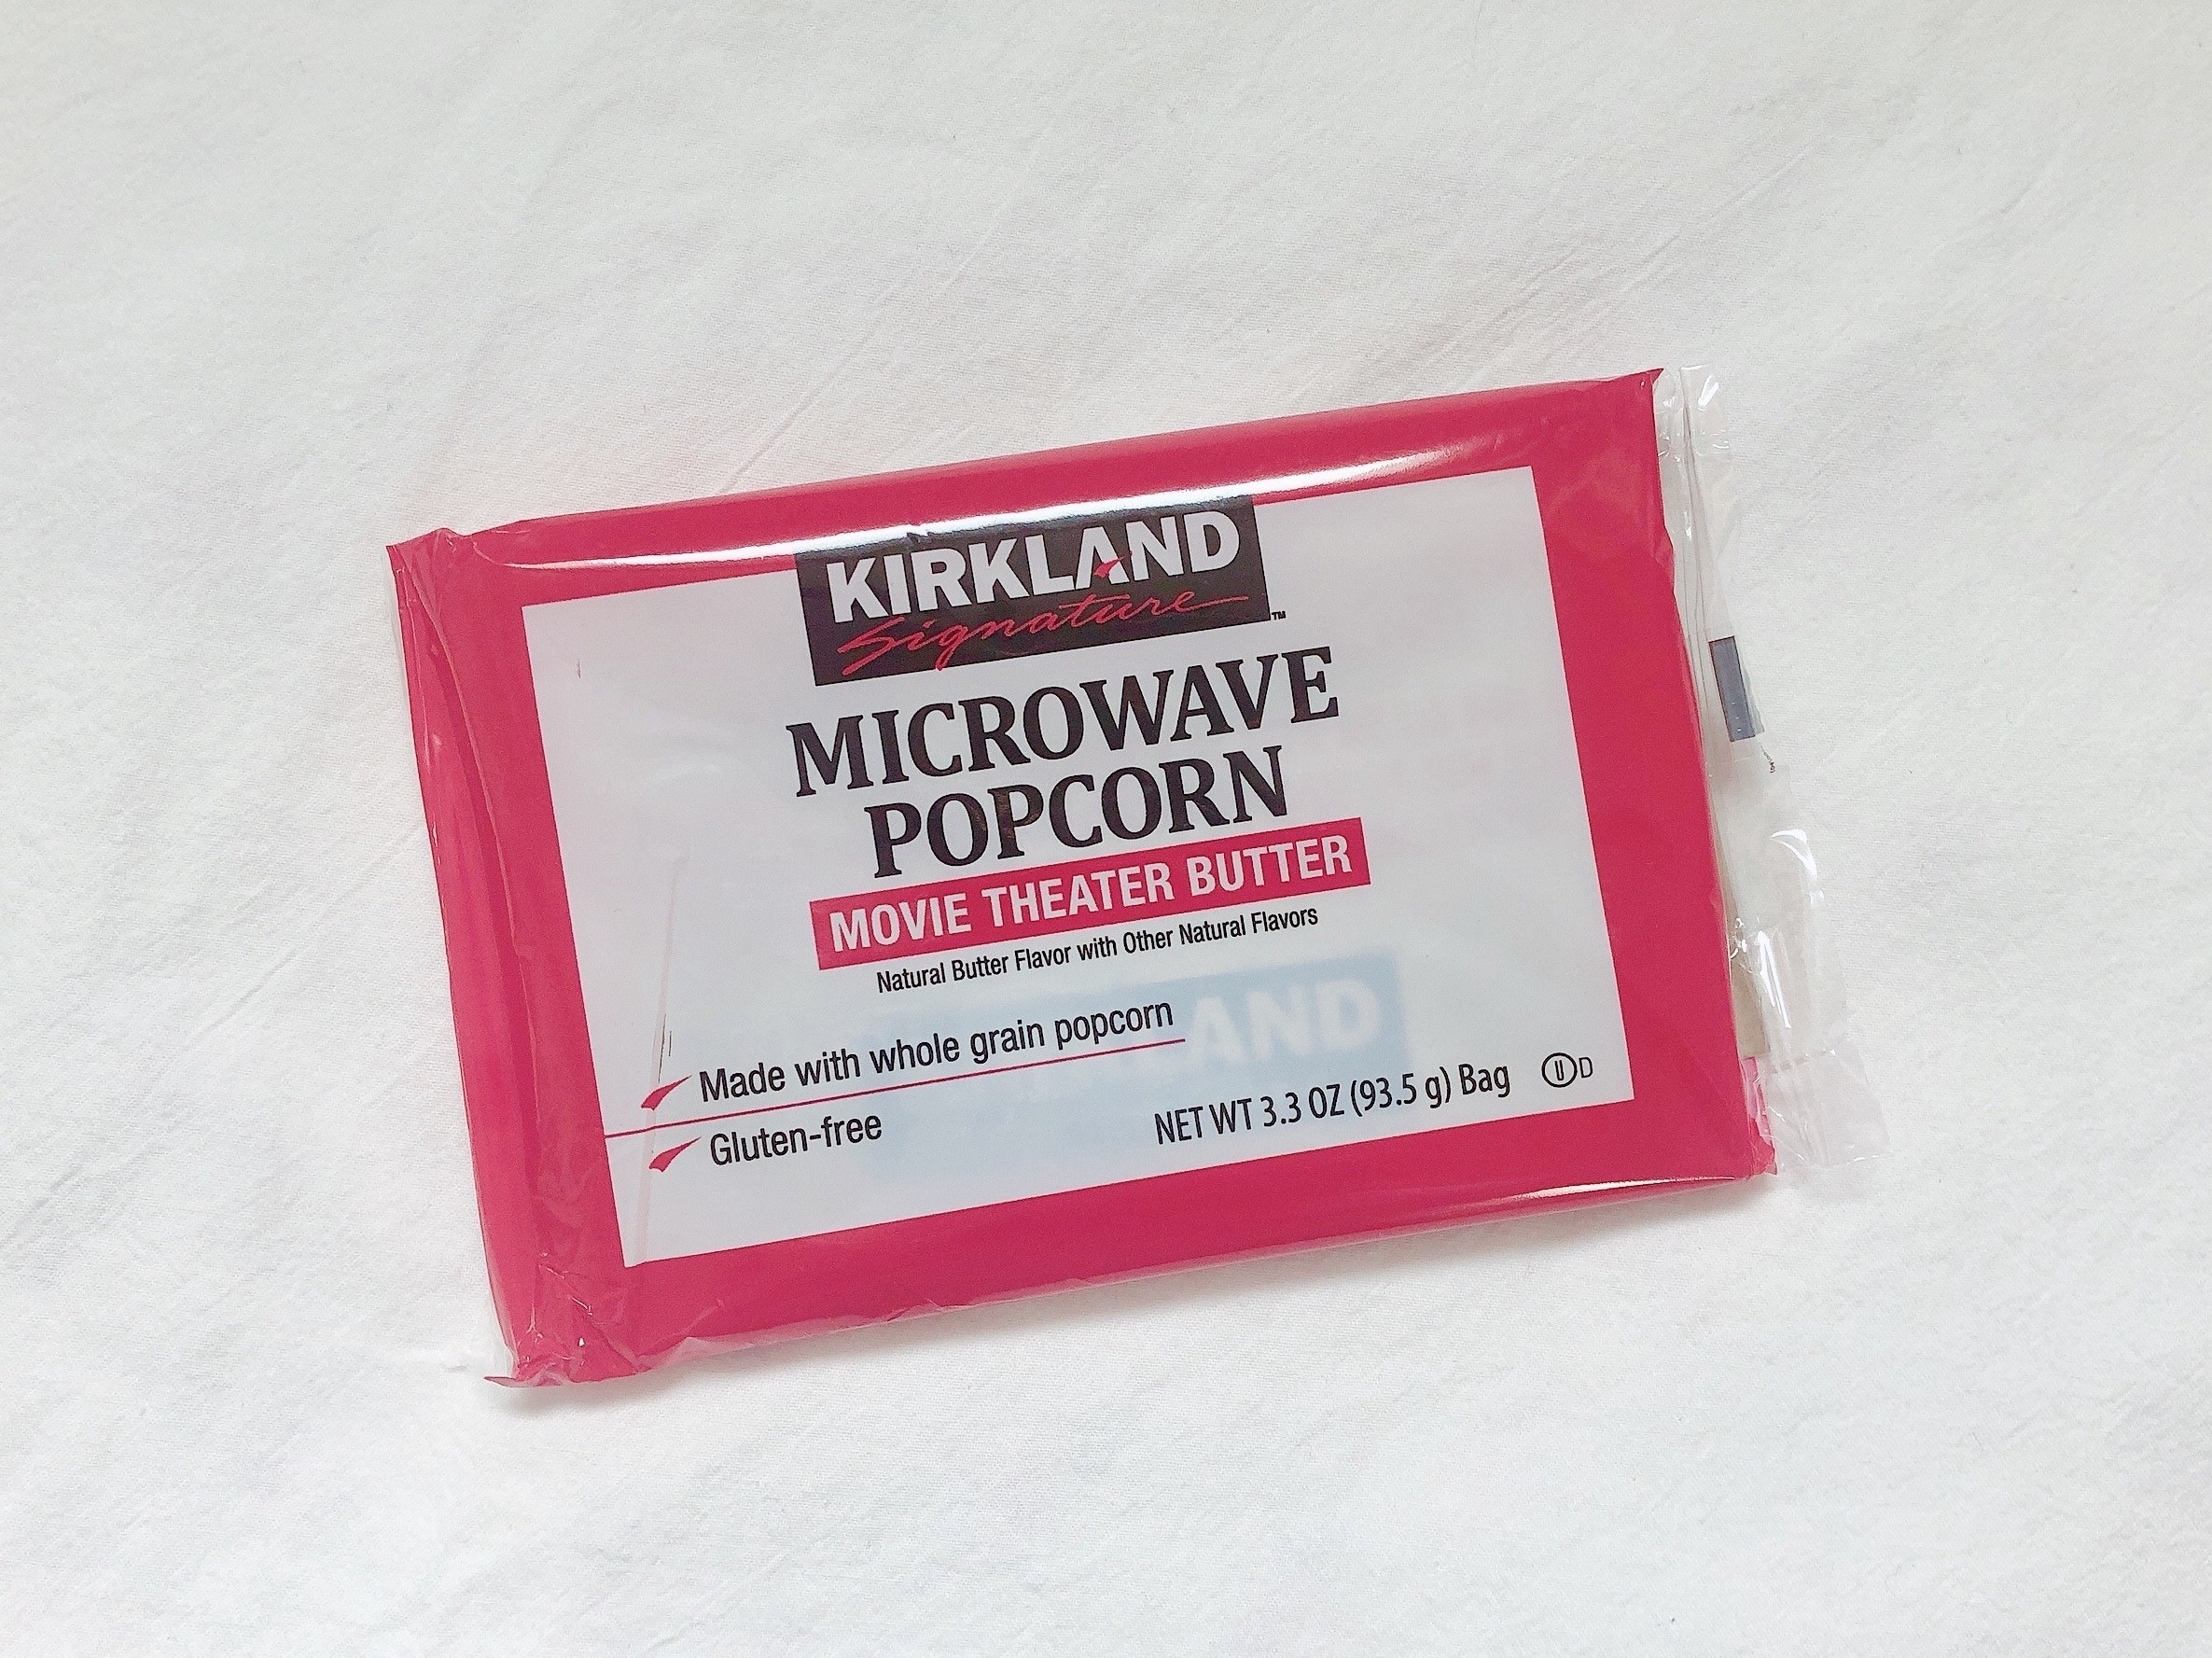 KIRKLAND
Signature™
MICROWAVE
POPCORN
MOVIE THEATER BUTTER
Natural Butter Flavor with Other Natural Flavors
Made with whole grain popcorn
Gluten-free
NET WT 3.3 OZ (93.5 g) Bag
Ⓤ D
AND